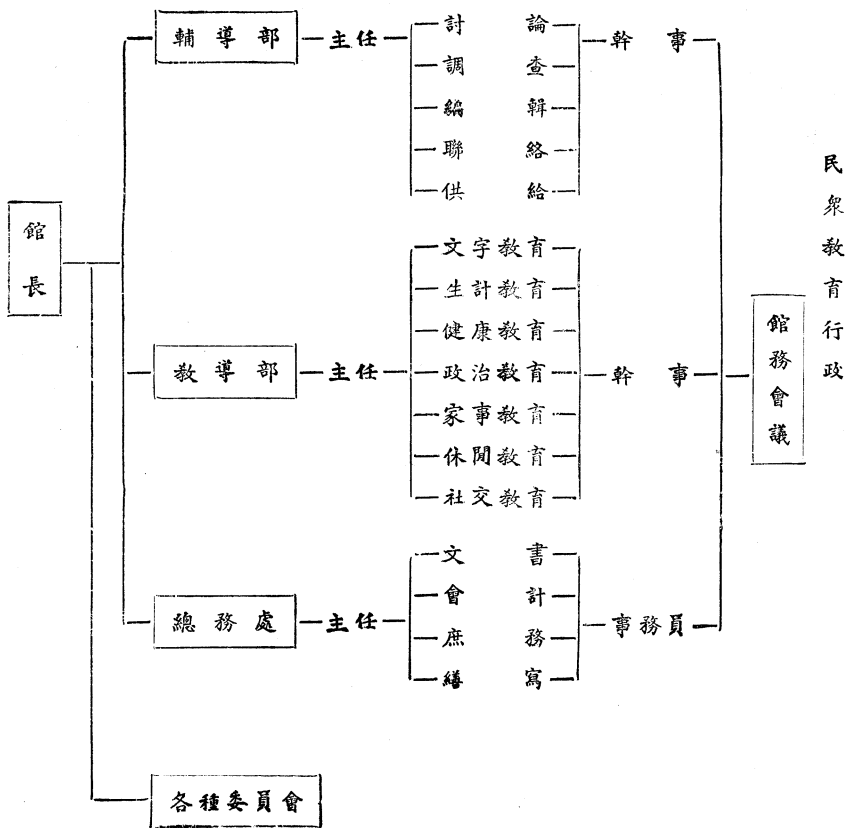 民衆教育行政
館長
輔導部
主任
討論
調查
編輯
聯絡
供給
幹事
教導部
主任
文字教育
生計教育
健康教育
政治教育
家事教育
休閒教育
社交教育
幹事
總務處
主任
文書
會計
庶務
繕寫
事務員
各種委員會
館務會議